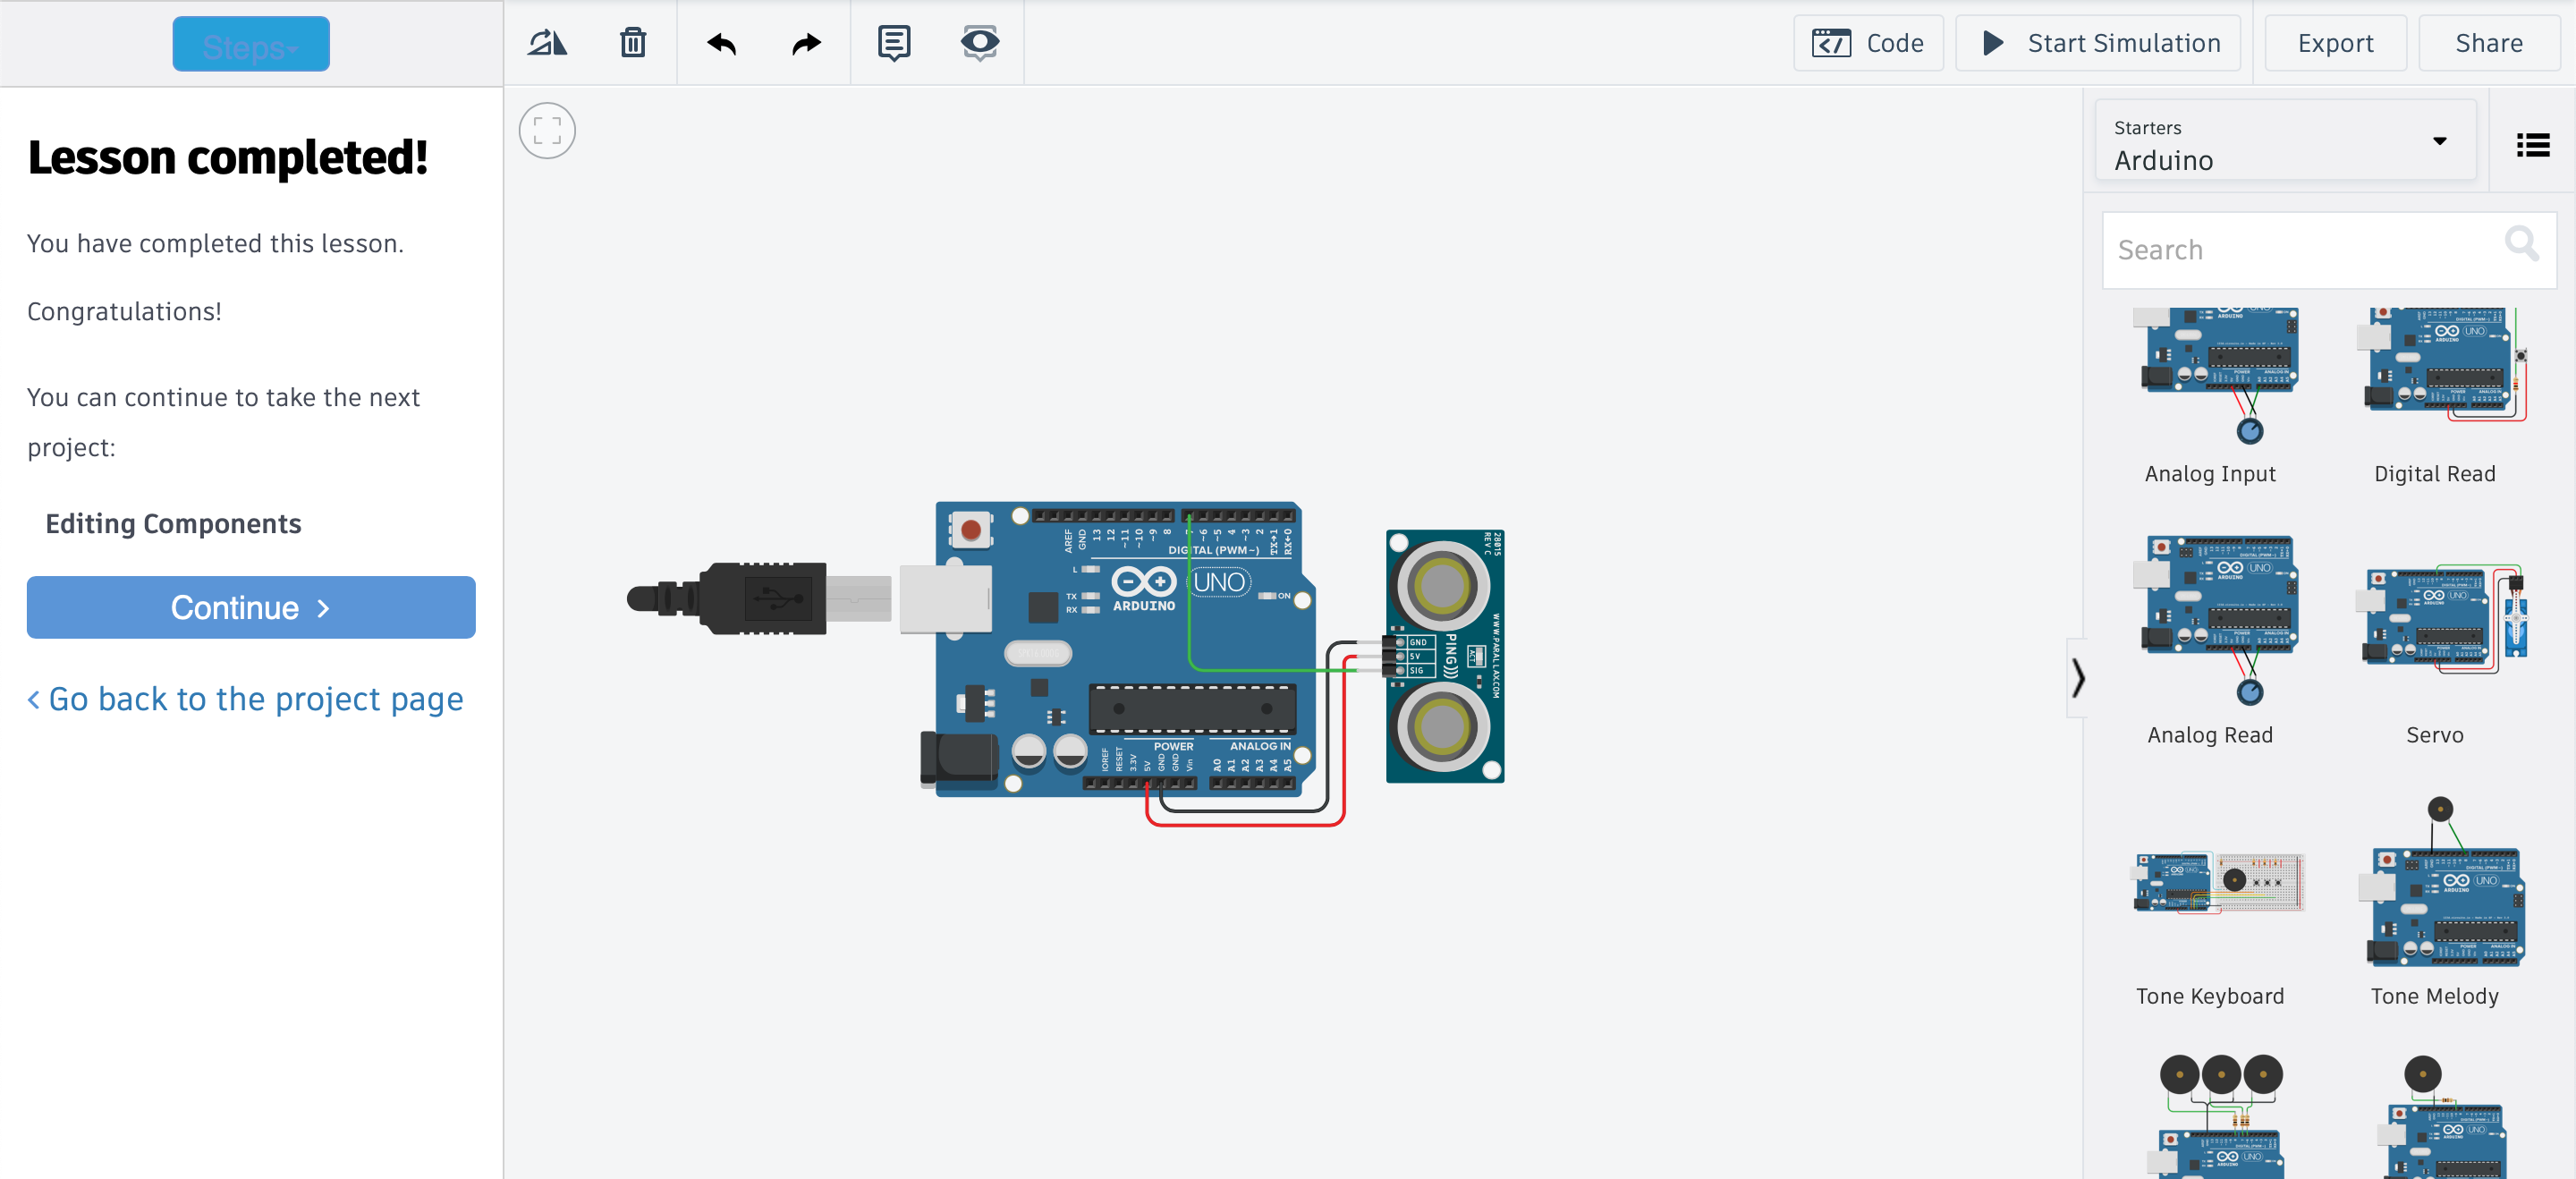 Steps
Code
Start Simulation
Export
Share
Lesson completed!
You have completed this lesson.
Congratulations!
You can continue to take the next
project:
Editing Components
Continue
Go back to the project page
AREF
GND
13
12
~11
~10
~9
8
~6
~5
4
~3
2
TX→1
RX←0
DIGITAL (PWM~)
L
TX
RX
ARDUINO
UNO
ON
POWER
ANALOG IN
IOREF
RESET
3.3V
5V
GND
GND
Vin
A0
A1
A2
A3
A4
A5
28015
REV C
GND
5V
SIG
PING)))
ACT
WWW.PARALLAX.COM
Starters
Arduino
Search
Analog Input
Digital Read
Analog Read
Servo
Tone Keyboard
Tone Melody